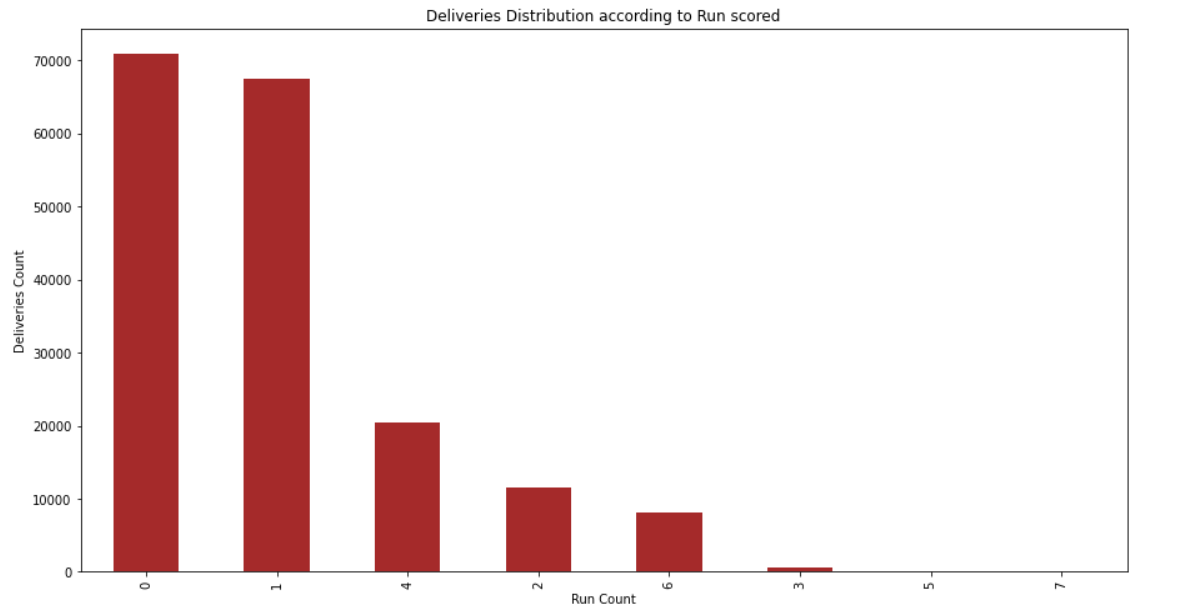 Deliveries Distribution according to Run scored
70000
60000
50000
40000
30000
20000
10000
0
Deliveries Count
0 1 4 2 6 3 5 7
Run Count